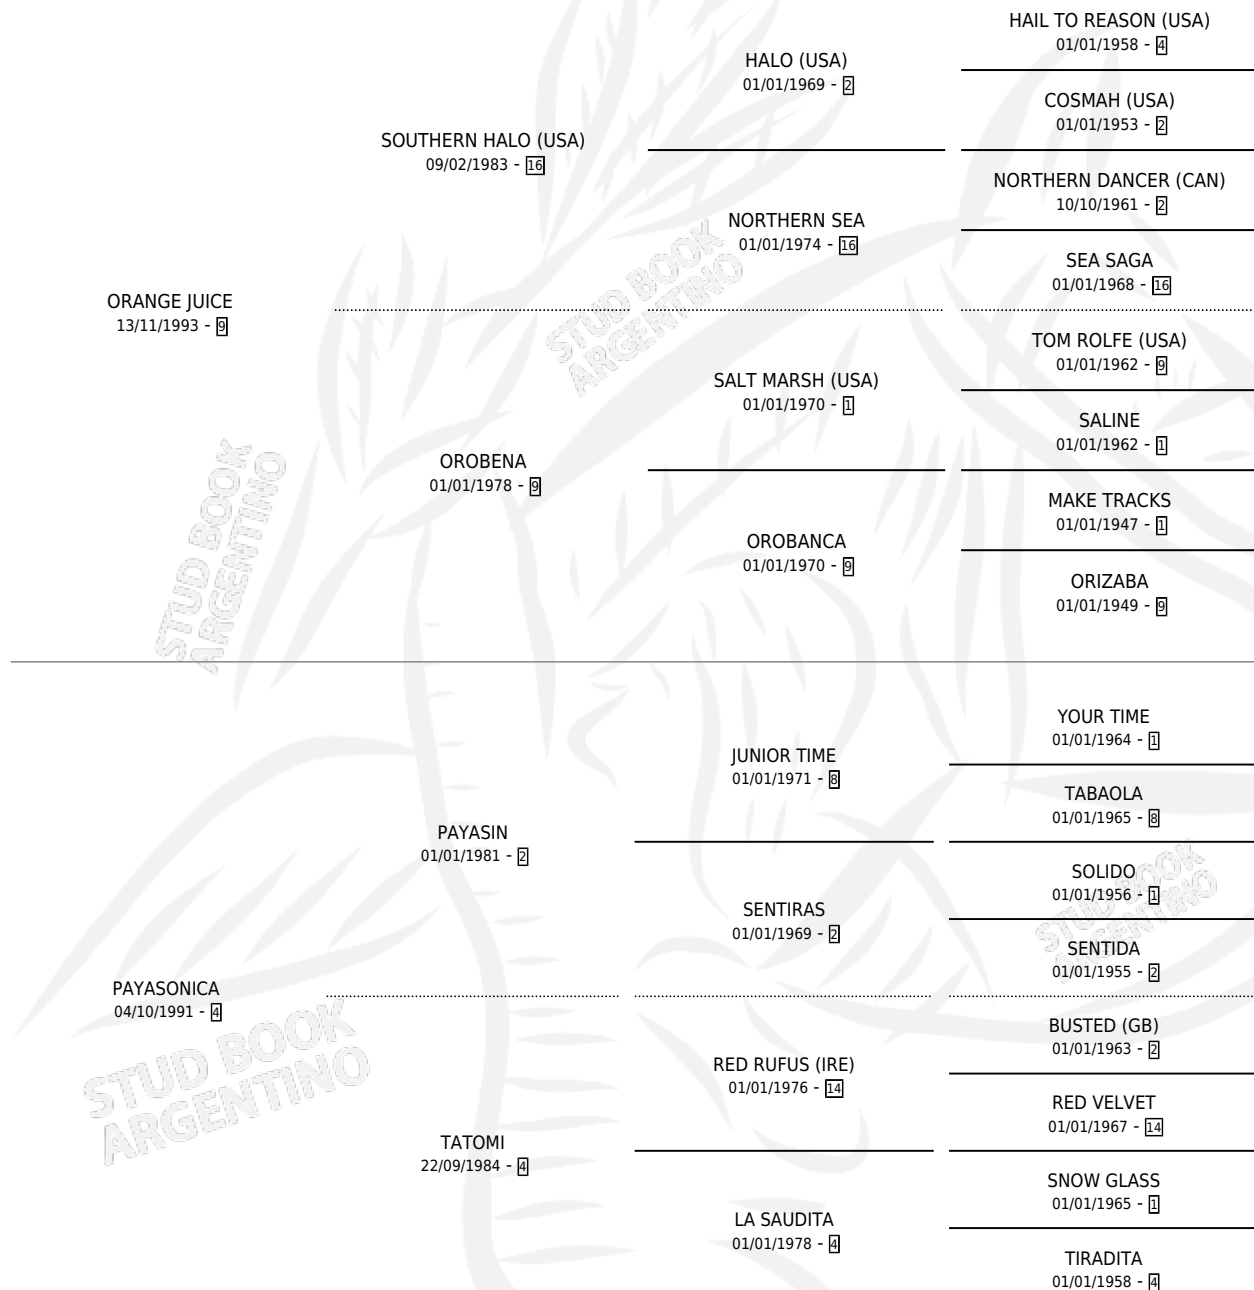 HAIL TO REASON (USA)
01/01/1958 - 4
HALO (USA)
01/01/1969 - 2
COSMAH (USA)
01/01/1953 - 2
SOUTHERN HALO (USA)
09/02/1983 - 16
NORTHERN DANCER (CAN)
10/10/1961 - 2
NORTHERN SEA
01/01/1974 - 16
SEA SAGA
01/01/1968 - 16
ORANGE JUICE
13/11/1993 - 9
STUD BOOK
ARGENTINO
TOM ROLFE (USA)
01/01/1962 - 9
SALT MARSH (USA)
01/01/1970 - 1
SALINE
01/01/1962 - 1
OROBENA
01/01/1978 - 9
MAKE TRACKS
01/01/1947 - 1
OROBANCA
01/01/1970 - 9
ORIZABA
01/01/1949 - 9
STUD BOOK
ARGENTINO
YOUR TIME
01/01/1964 - 1
JUNIOR TIME
01/01/1971 - 8
TABAOLA
01/01/1965 - 8
PAYASIN
01/01/1981 - 2
SOLIDO
01/01/1956 - 1
SENTIRAS
01/01/1969 - 2
STUD BOOK
ARGENTINO
SENTIDA
01/01/1955 - 2
PAYASONICA
04/10/1991 - 4
BUSTED (GB)
01/01/1963 - 2
RED RUFUS (IRE)
01/01/1976 - 14
STUD BOOK
ARGENTINO
RED VELVET
01/01/1967 - 14
TATOMI
22/09/1984 - 4
SNOW GLASS
01/01/1965 - 1
LA SAUDITA
01/01/1978 - 4
TIRADITA
01/01/1958 - 4